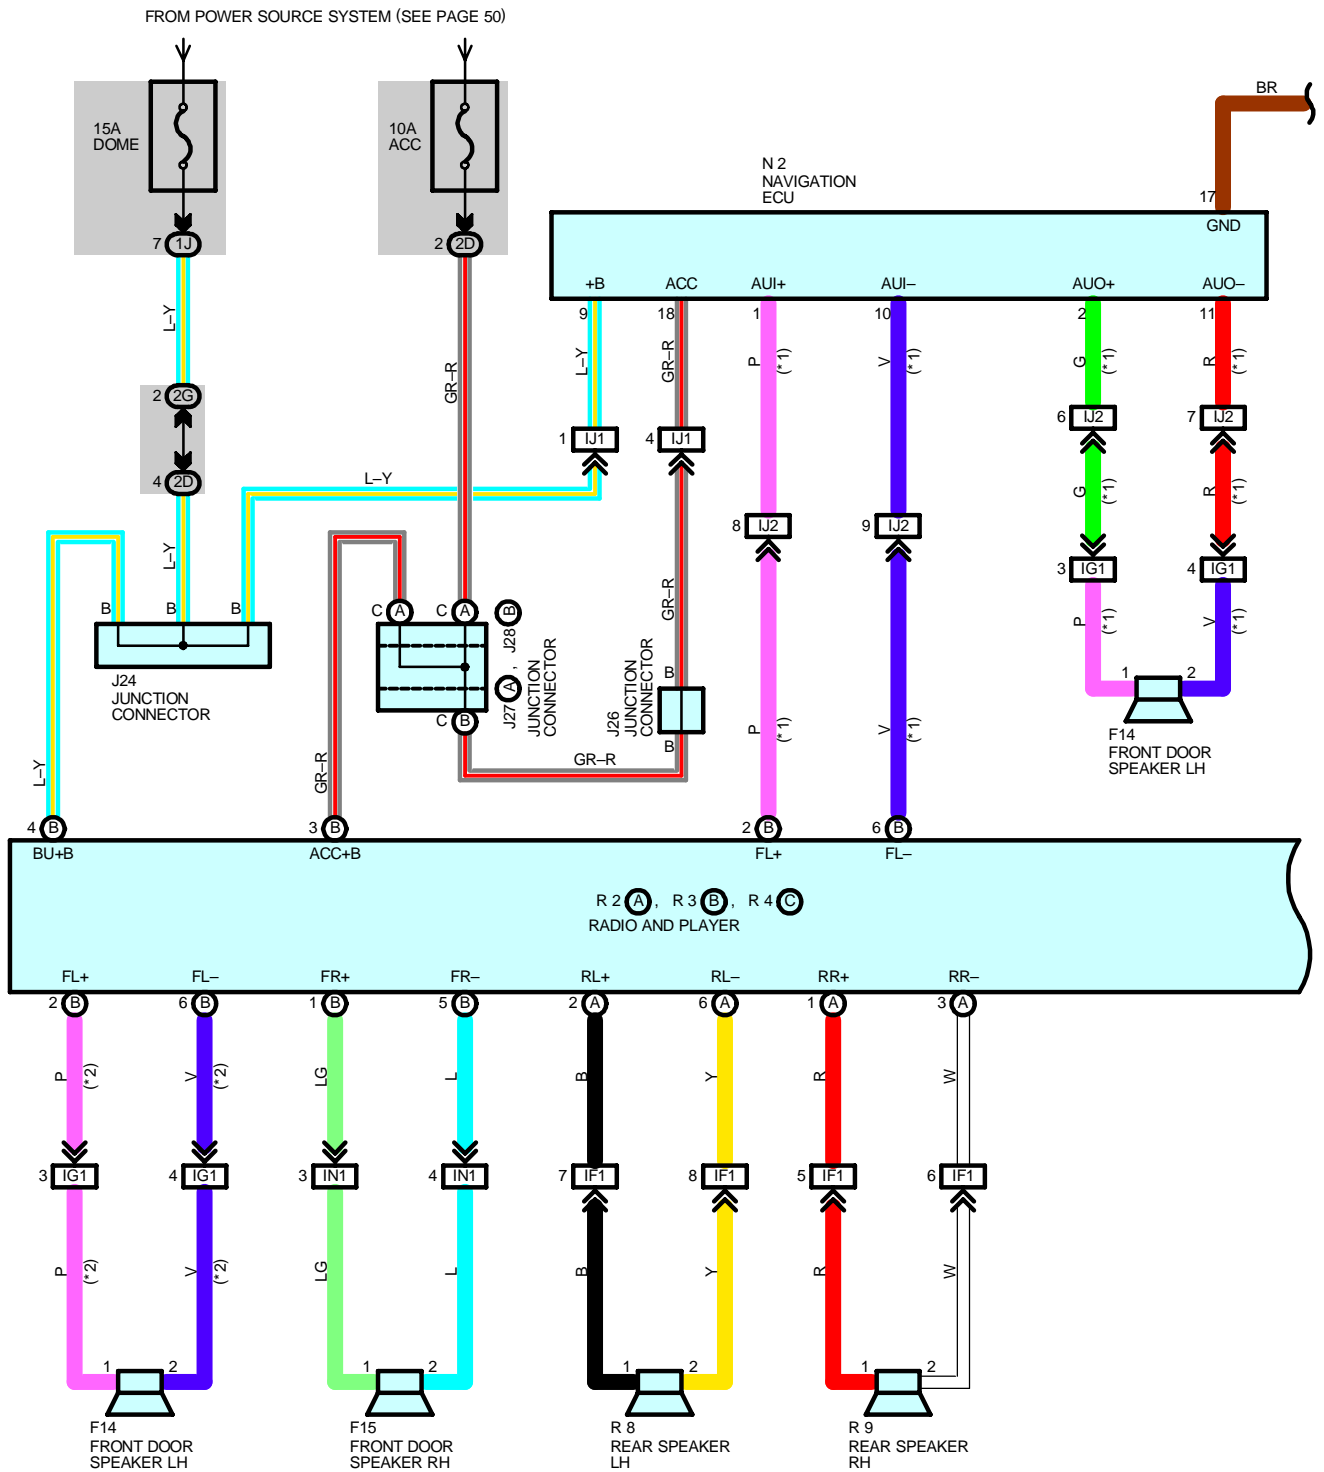 FROM POWER SOURCE SYSTEM (SEE PAGE 50)
15A
DOME
10A
ACC
7 1J
2 2D
BR
N 2
NAVIGATION
ECU
17
GND
+B ACC AUI+ AUI– AUO+ AUO–
9 18 1 10 2 11
L–Y
GR–R
L–Y
GR–R
P
(*1)
V
(*1)
G
(*1)
R
(*1)
2 2G
4 2D
1 IJ1
4 IJ1
6 IJ2
7 IJ2
L–Y
8 IJ2
9 IJ2
G
(*1)
R
(*1)
3 IG1
4 IG1
L–Y
GR–R
B B B
C A C A
J27 A , J28 B
JUNCTION
CONNECTOR
C B
J24
JUNCTION
CONNECTOR
B
J26
JUNCTION
CONNECTOR
B
GR–R
P
(*1)
V
(*1)
1 2
F14
FRONT DOOR
SPEAKER LH
L–Y
GR–R
P
(*1)
V
(*1)
4 B
3 B
2 B
6 B
BU+B ACC+B FL+ FL–
R 2 A , R 3 B , R 4 C
RADIO AND PLAYER
FL+ FL– FR+ FR– RL+ RL– RR+ RR–
2 B 6 B 1 B 5 B 2 A 6 A 1 A 3 A
P
(*2)
V
(*2)
LG
L
B
Y
R
W
3 IG1 4 IG1 3 IN1 4 IN1 7 IF1 8 IF1 5 IF1 6 IF1
P
(*2)
V
(*2)
LG
L
B
Y
R
W
1 2 1 2 1 2 1 2
F14
FRONT DOOR
SPEAKER LH
F15
FRONT DOOR
SPEAKER RH
R 8
REAR SPEAKER
LH
R 9
REAR SPEAKER
RH